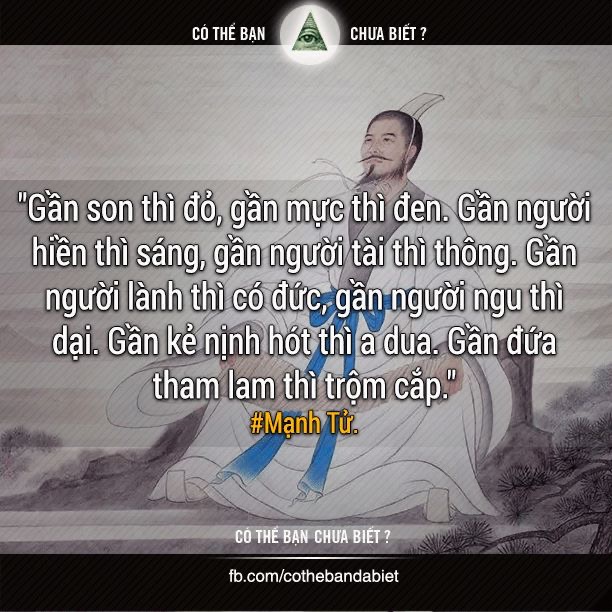 CÓ THỂ BẠN CHƯA BIẾT ?
"Gần son thì đỏ, gần mực thì đen. Gần người
hiền thì sáng, gần người tài thì thông. Gần
người lành thì có đức, gần người ngu thì
dại. Gần kẻ nịnh hót thì a dua. Gần đứa
tham lam thì trộm cắp."
#Mạnh Tử.
CÓ THỂ BẠN CHƯA BIẾT ?
fb.com/cothebandabiet